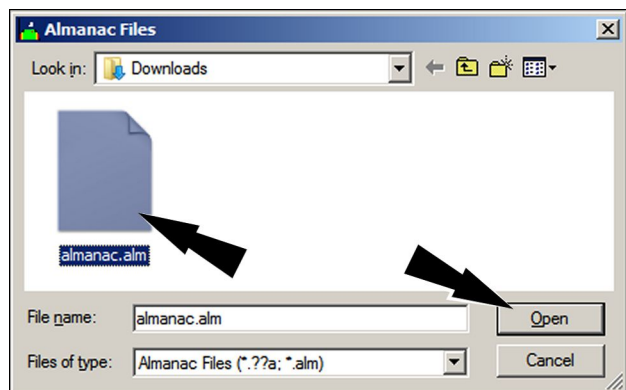 Almanac Files
Look in: Downloads
almanac.alm
File name: almanac.alm Open
Files of type: Almanac Files (*.??a; *.alm) Cancel